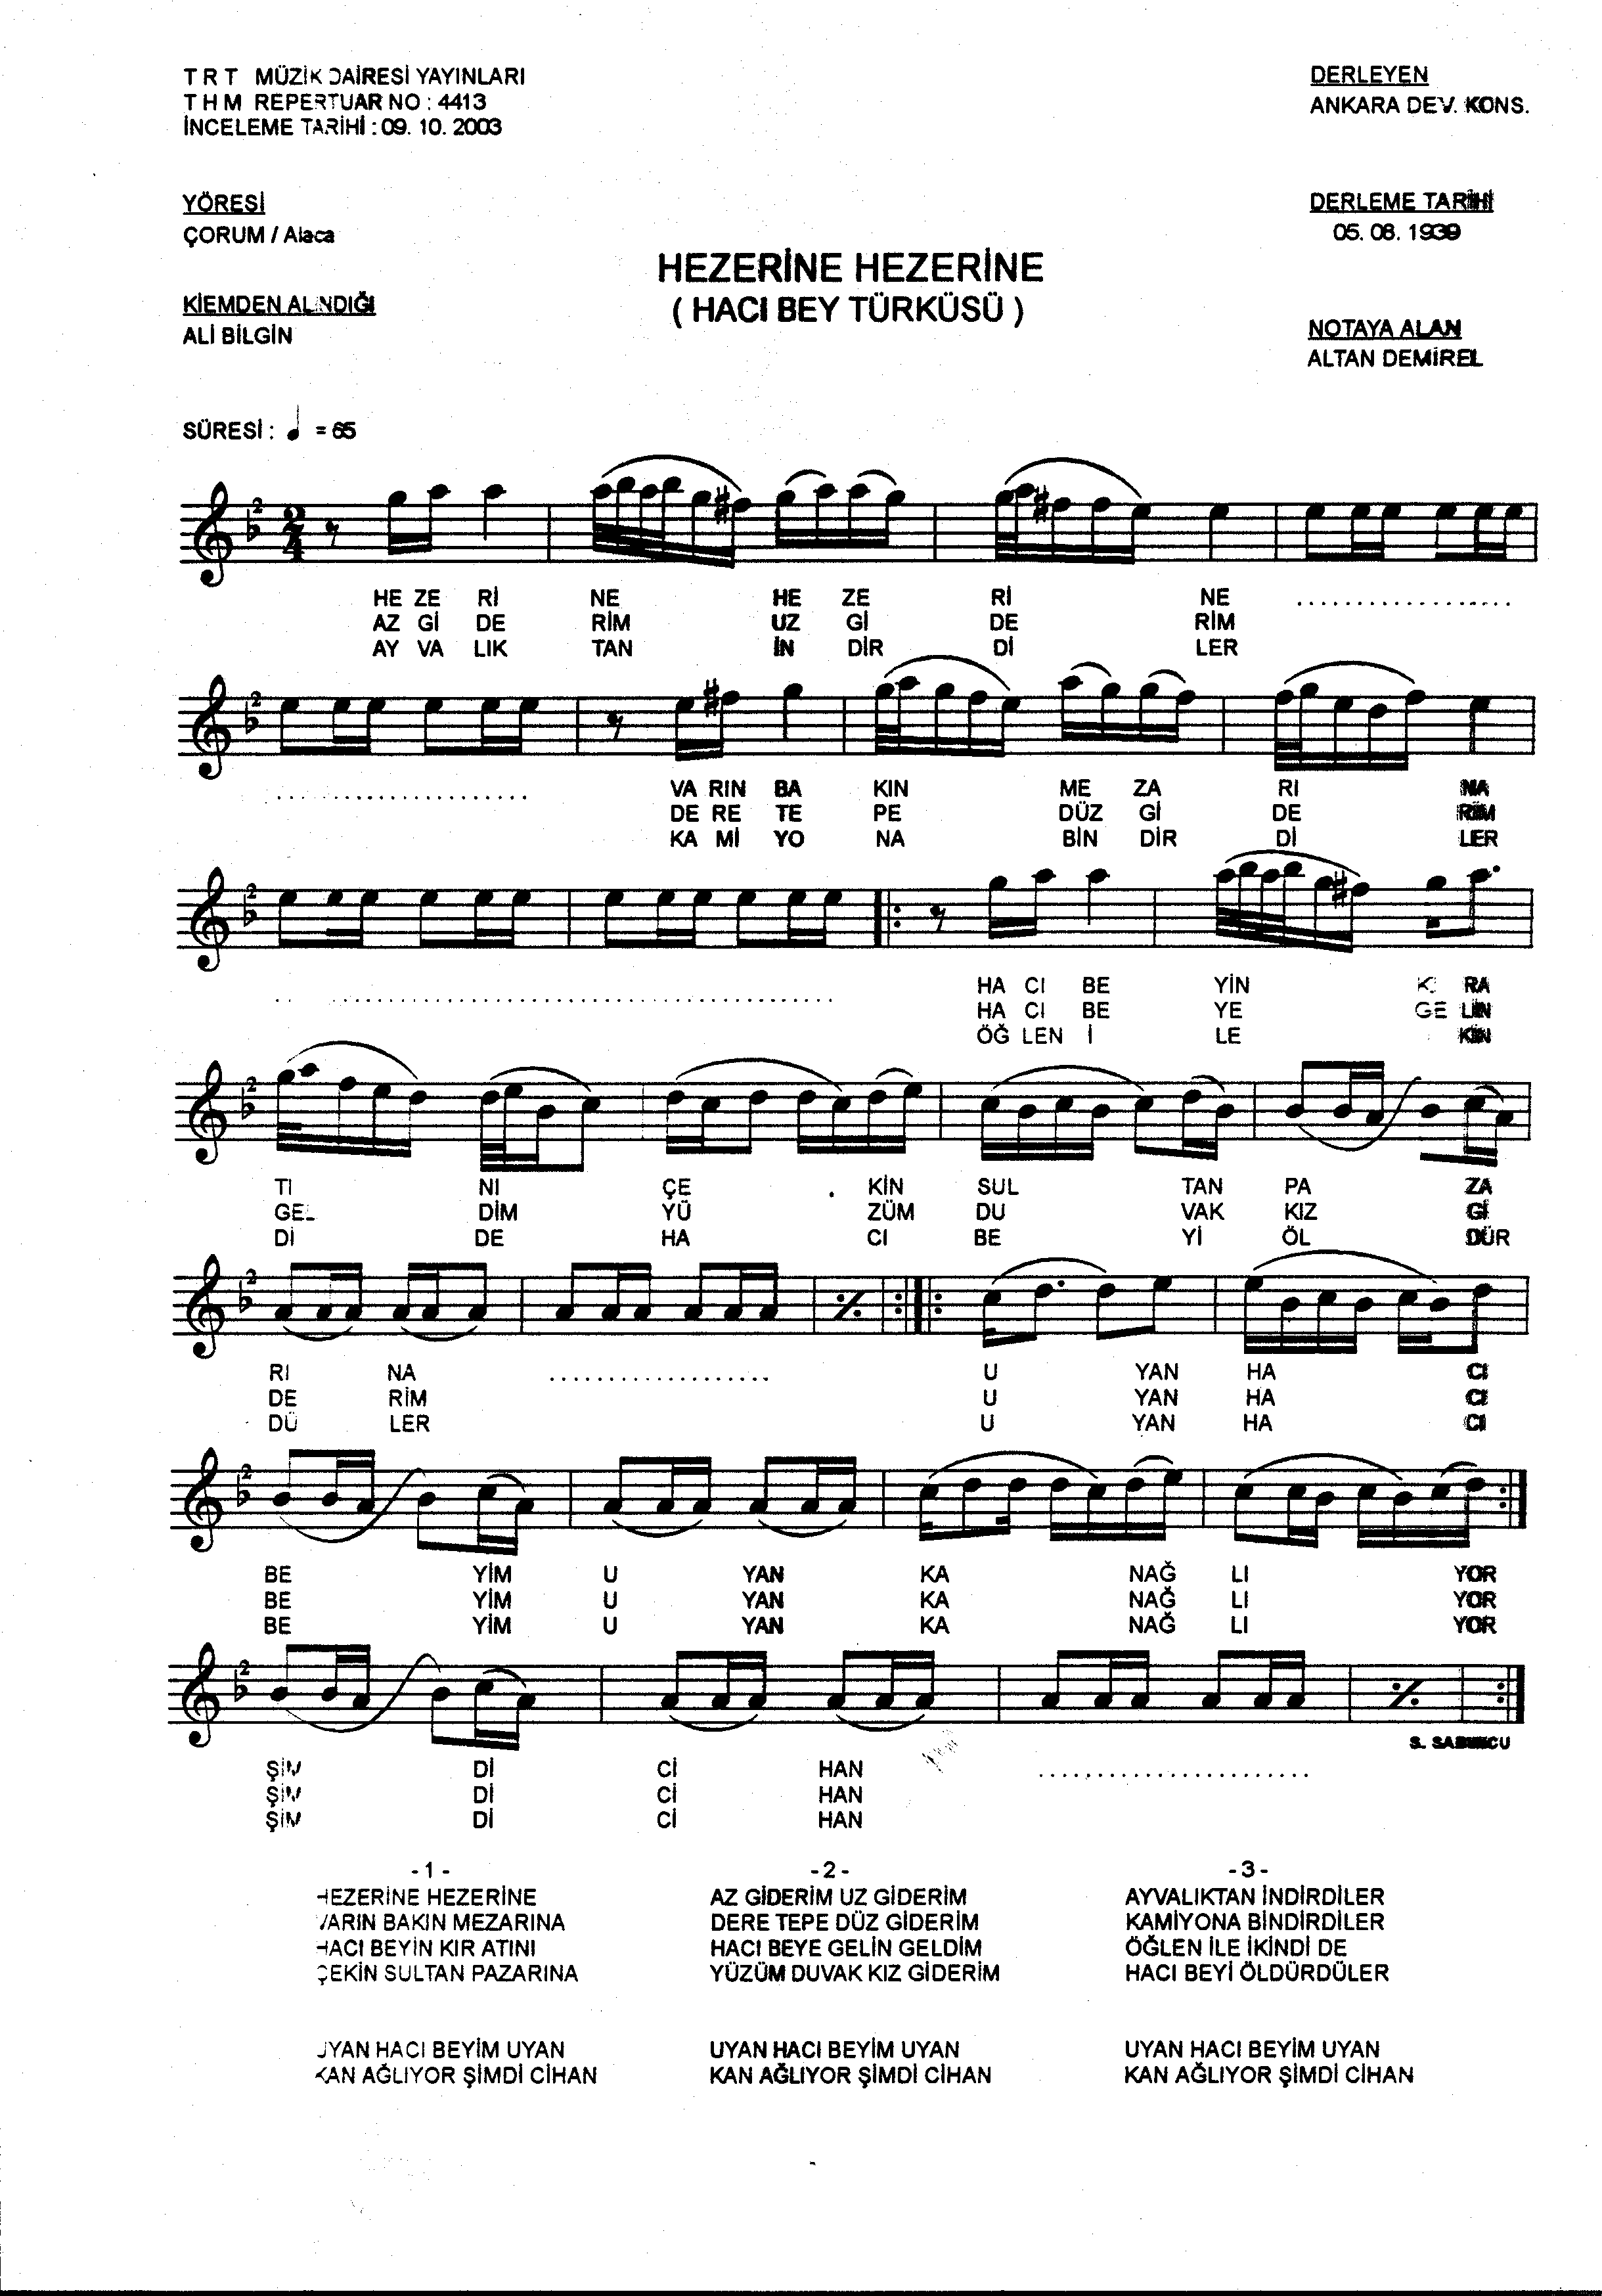 T R T MÜZİK DAİRESİ YAYINLARI
T H M REPERTUAR NO : 4413
İNCELEME TARİHİ : 09. 10. 2003
DERLEYEN
ANKARA DEV. KONS.
YÖRESİ
ÇORUM / Alaca
DERLEME TARİHİ
05. 08. 1939
HEZERİNE HEZERİNE
( HACI BEY TÜRKÜSÜ )
KİEMDEN ALINDIĞI
ALİ BİLGİN
NOTAYA ALAN
ALTAN DEMİREL
SÜRESİ : = 65
2
4
HE ZE Rİ NE HE ZE Rİ NE ..................
AZ Gİ DE RİM UZ Gİ DE RİM
AY VA LIK TAN İN DİR Dİ LER
...................... VA RIN BA KIN ME ZA RI NA
DE RE TE PE DÜZ Gİ DE RİM
KA Mİ YO NA BİN DİR Dİ LER
.. ........................................... HA CI BE YİN KI RA
HA CI BE YE GE LİN
ÖĞ LEN İ LE KİN
TI NI ÇE KİN SUL TAN PA ZA
GEL DİM YÜ ZÜM DU VAK KIZ Gİ
Dİ DE HA CI BE Yİ ÖL DÜR
RI NA ................... U YAN HA CI
DE RİM U YAN HA CI
DÜ LER U YAN HA CI
BE YİM U YAN KA NAĞ LI YOR
BE YİM U YAN KA NAĞ LI YOR
BE YİM U YAN KA NAĞ LI YOR
S. SABUNCU
ŞİM Dİ Cİ HAN .......................
ŞİM Dİ Cİ HAN
ŞİM Dİ Cİ HAN
- 1 -
HEZERİNE HEZERİNE
VARIN BAKIN MEZARINA
HACI BEYİN KIR ATINI
ÇEKİN SULTAN PAZARINA
UYAN HACI BEYİM UYAN
KAN AĞLIYOR ŞİMDİ CİHAN
- 2 -
AZ GİDERİM UZ GİDERİM
DERE TEPE DÜZ GİDERİM
HACI BEYE GELİN GELDİM
YÜZÜM DUVAK KIZ GİDERİM
UYAN HACI BEYİM UYAN
KAN AĞLIYOR ŞİMDİ CİHAN
- 3 -
AYVALIKTAN İNDİRDİLER
KAMİYONA BİNDİRDİLER
ÖĞLEN İLE İKİNDİ DE
HACI BEYİ ÖLDÜRDÜLER
UYAN HACI BEYİM UYAN
KAN AĞLIYOR ŞİMDİ CİHAN